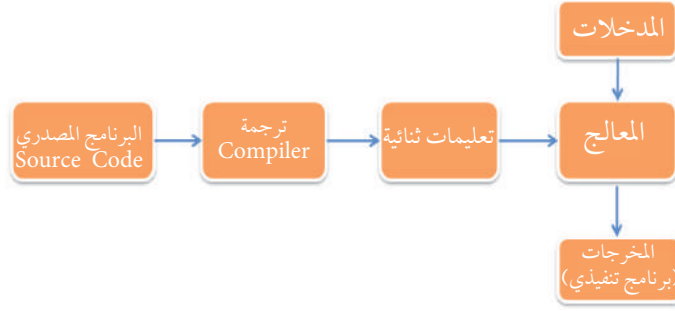 المدخلات
البرنامج المصدري
Source Code
ترجمة
Compiler
تعليمات ثنائية
المعالج
المخرجات
(برنامج تنفيذي)